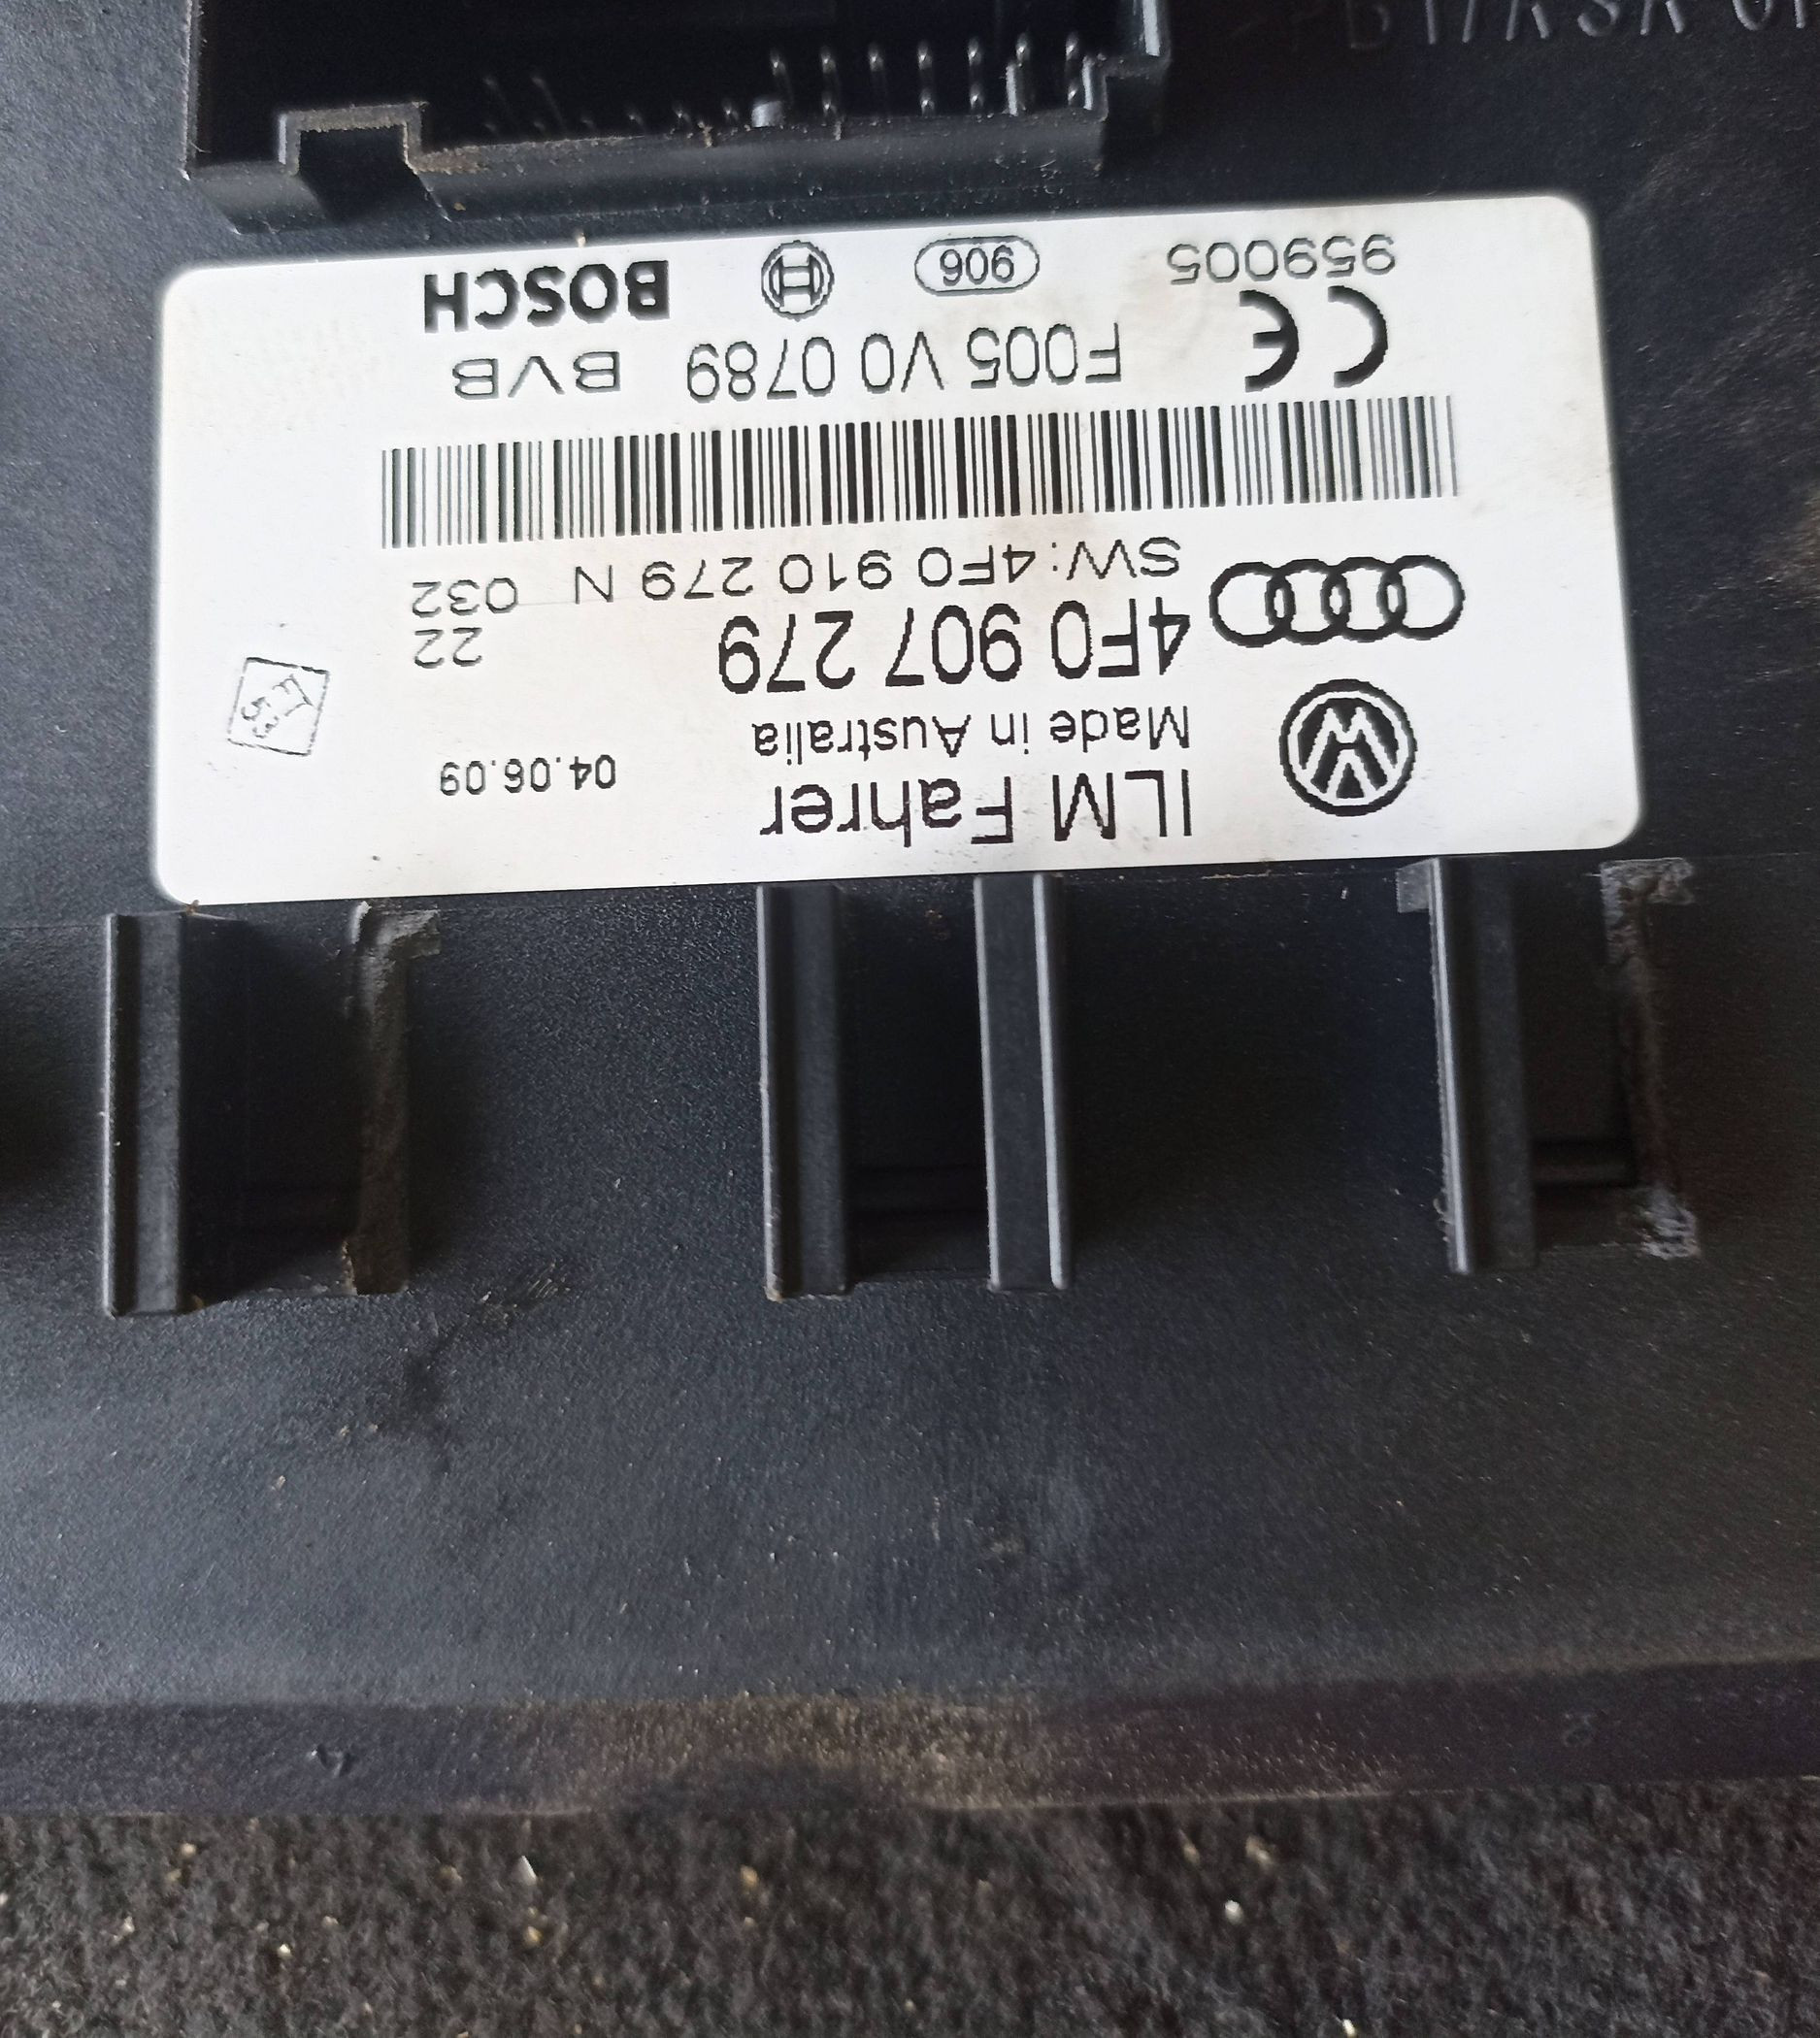 ILM Fahrer 04.06.09
Made in Australia
4F0 907 279 22
SW: 4F0 910 279 N 032
F005 V0 0789 BVB
CE
BOSCH 906 959005